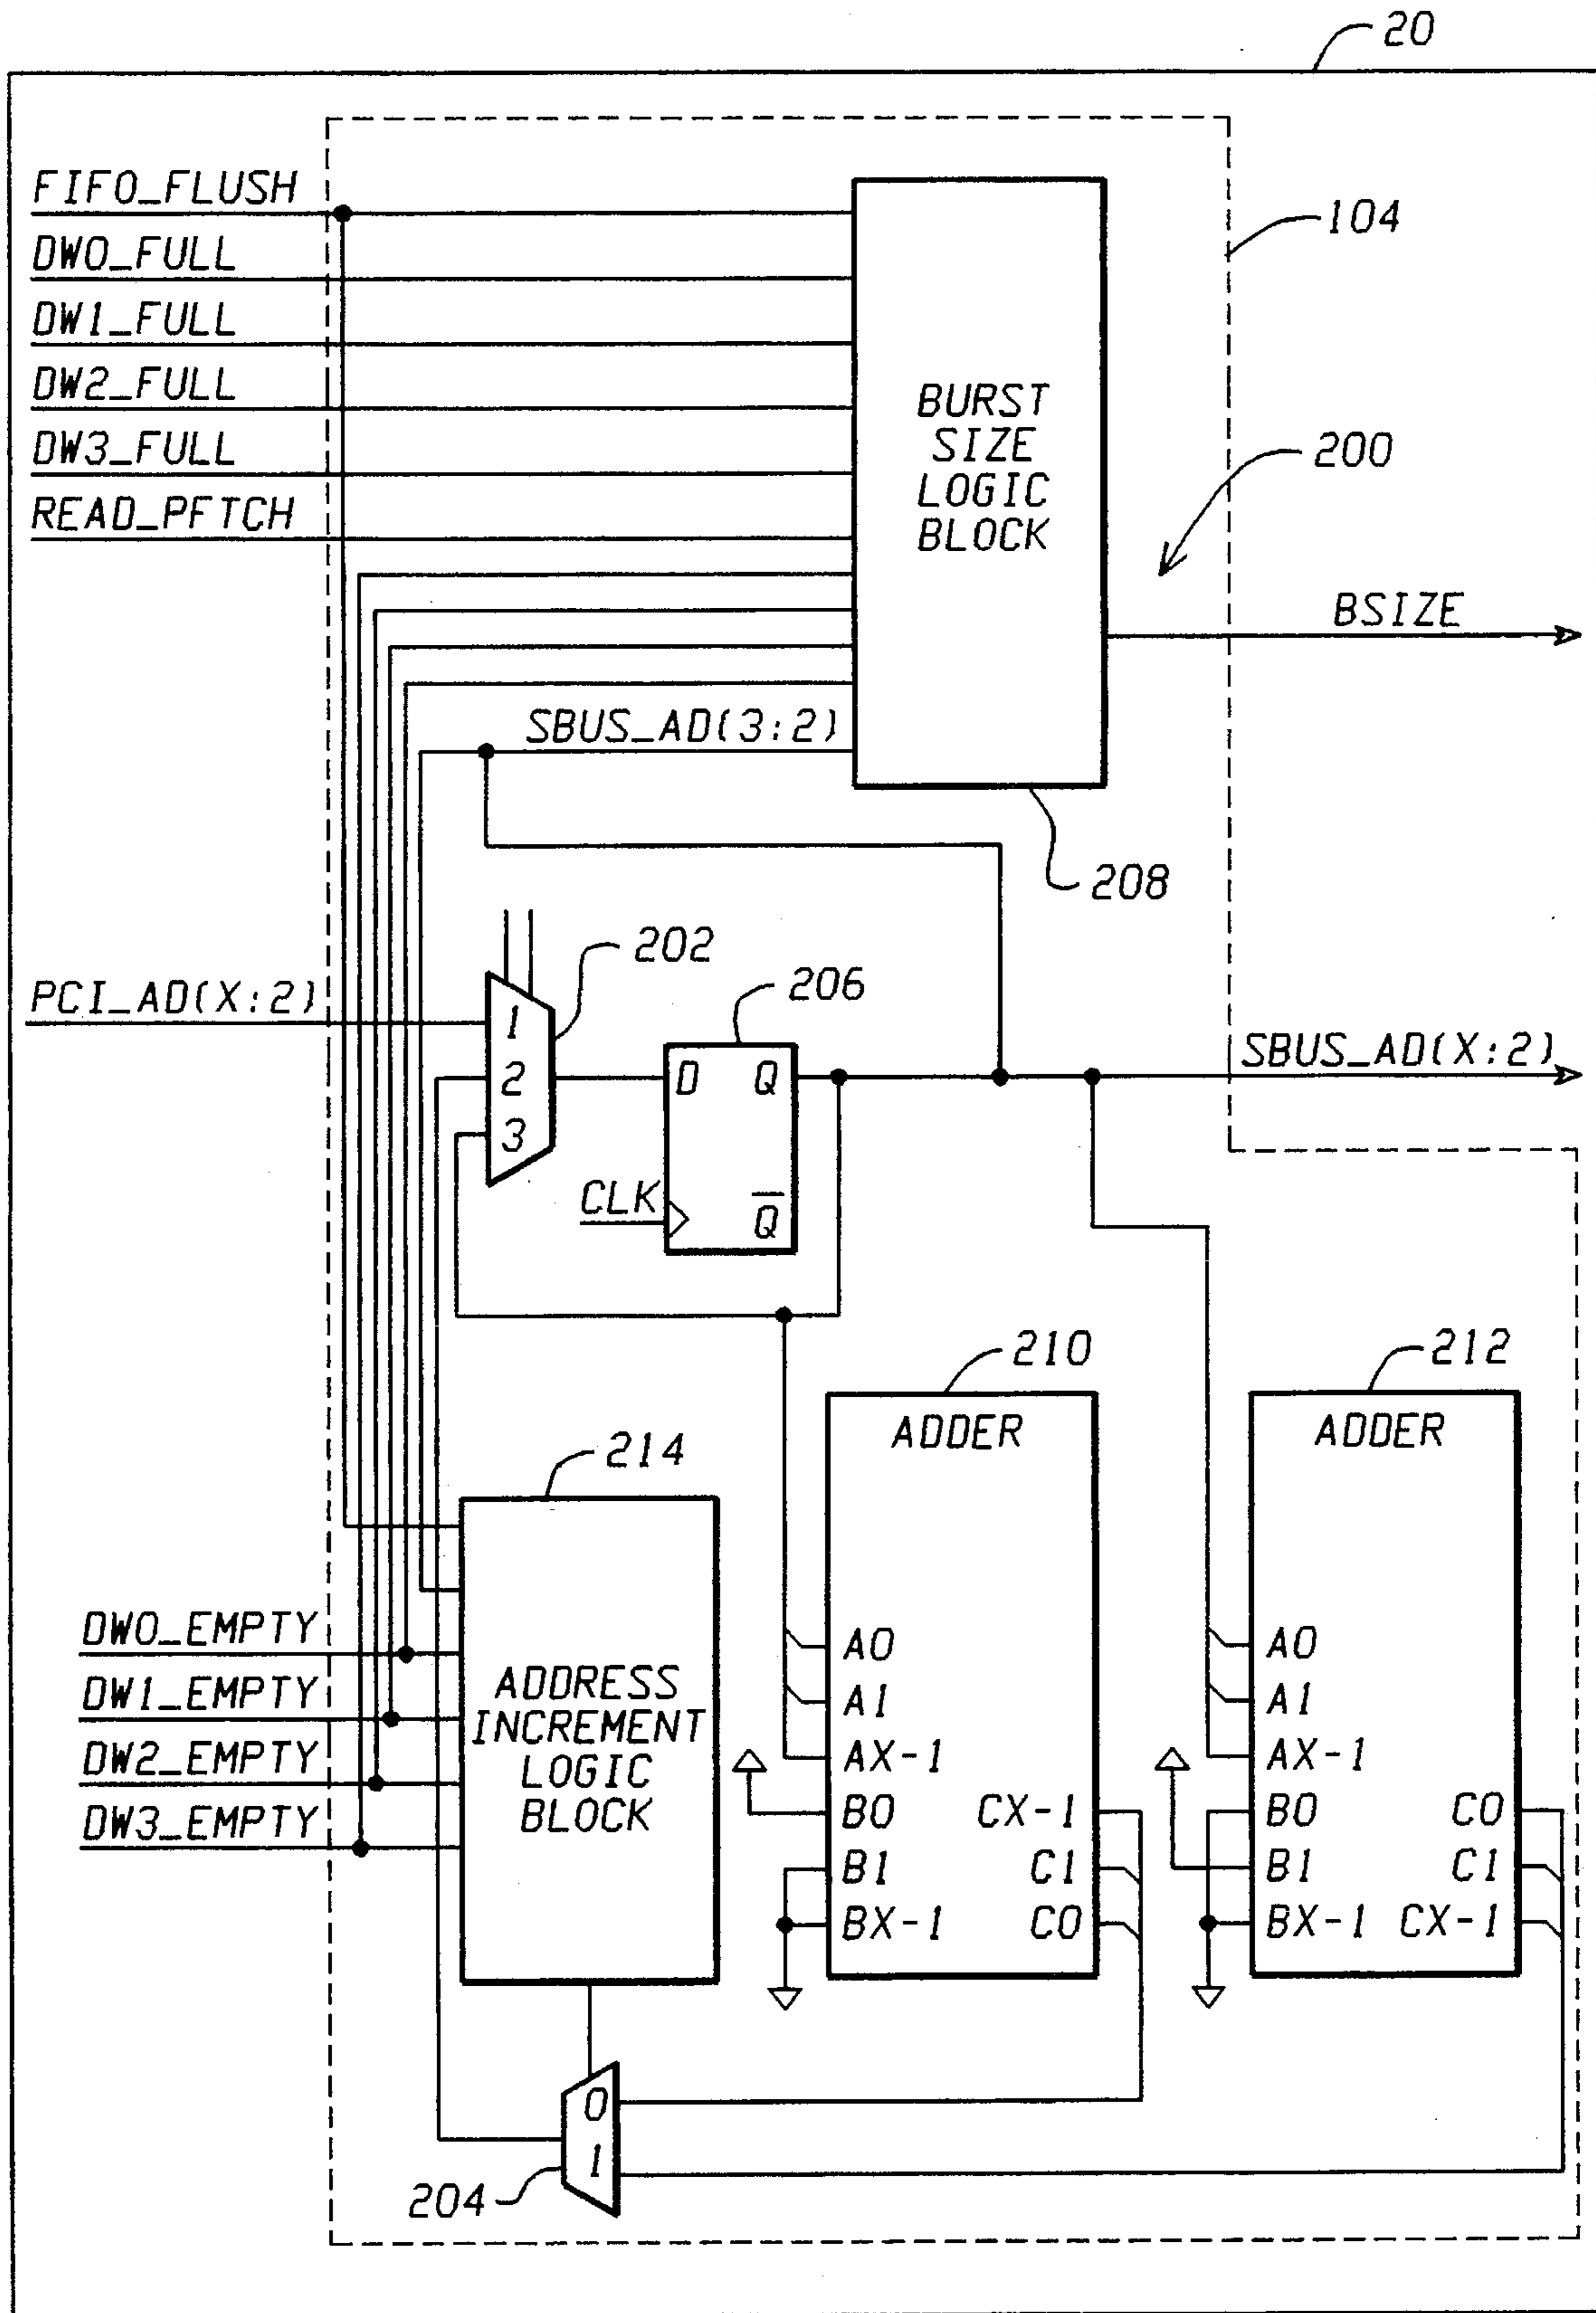 20
FIFO_FLUSH
DW0_FULL
104
DW1_FULL
DW2_FULL
DW3_FULL
READ_PFTCH
BURST
SIZE
LOGIC
BLOCK
200
BSIZE
SBUS_AD(3:2)
208
202
PCI_AD(X:2)
206
1
2
3
D Q
CLK
Q̅
SBUS_AD(X:2)
210
212
214
ADDER
ADDER
DW0_EMPTY
DW1_EMPTY
DW2_EMPTY
DW3_EMPTY
ADDRESS
INCREMENT
LOGIC
BLOCK
A0
A1
AX-1
B0 CX-1
B1 C1
BX-1 C0
A0
A1
AX-1
B0 C0
B1 C1
BX-1 CX-1
0
1
204